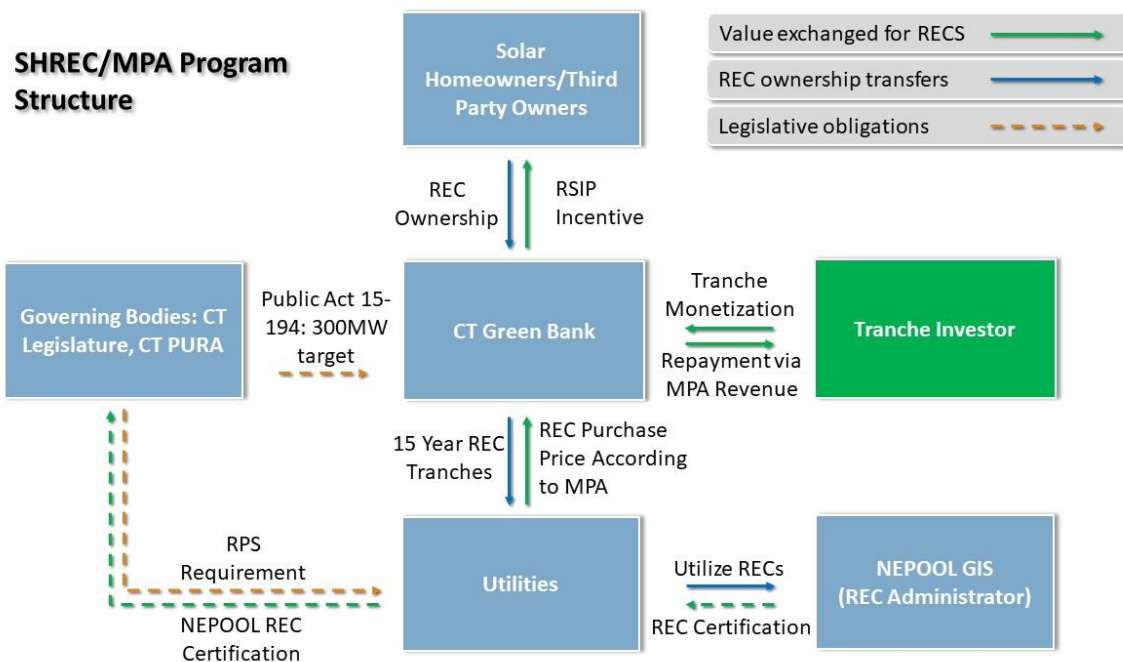 SHREC/MPA Program
Structure
Solar
Homeowners/Third
Party Owners
Value exchanged for RECS
REC ownership transfers
Legislative obligations
REC
Ownership
RSIP
Incentive
Governing Bodies: CT
Legislature, CT PURA
Public Act 15-
194: 300MW
target
CT Green Bank
Tranche
Monetization
Repayment via
MPA Revenue
Tranche Investor
15 Year REC
Tranches
REC Purchase
Price According
to MPA
RPS
Requirement
NEPOOL REC
Certification
Utilities
Utilize RECs
REC Certification
NEPOOL GIS
(REC Administrator)